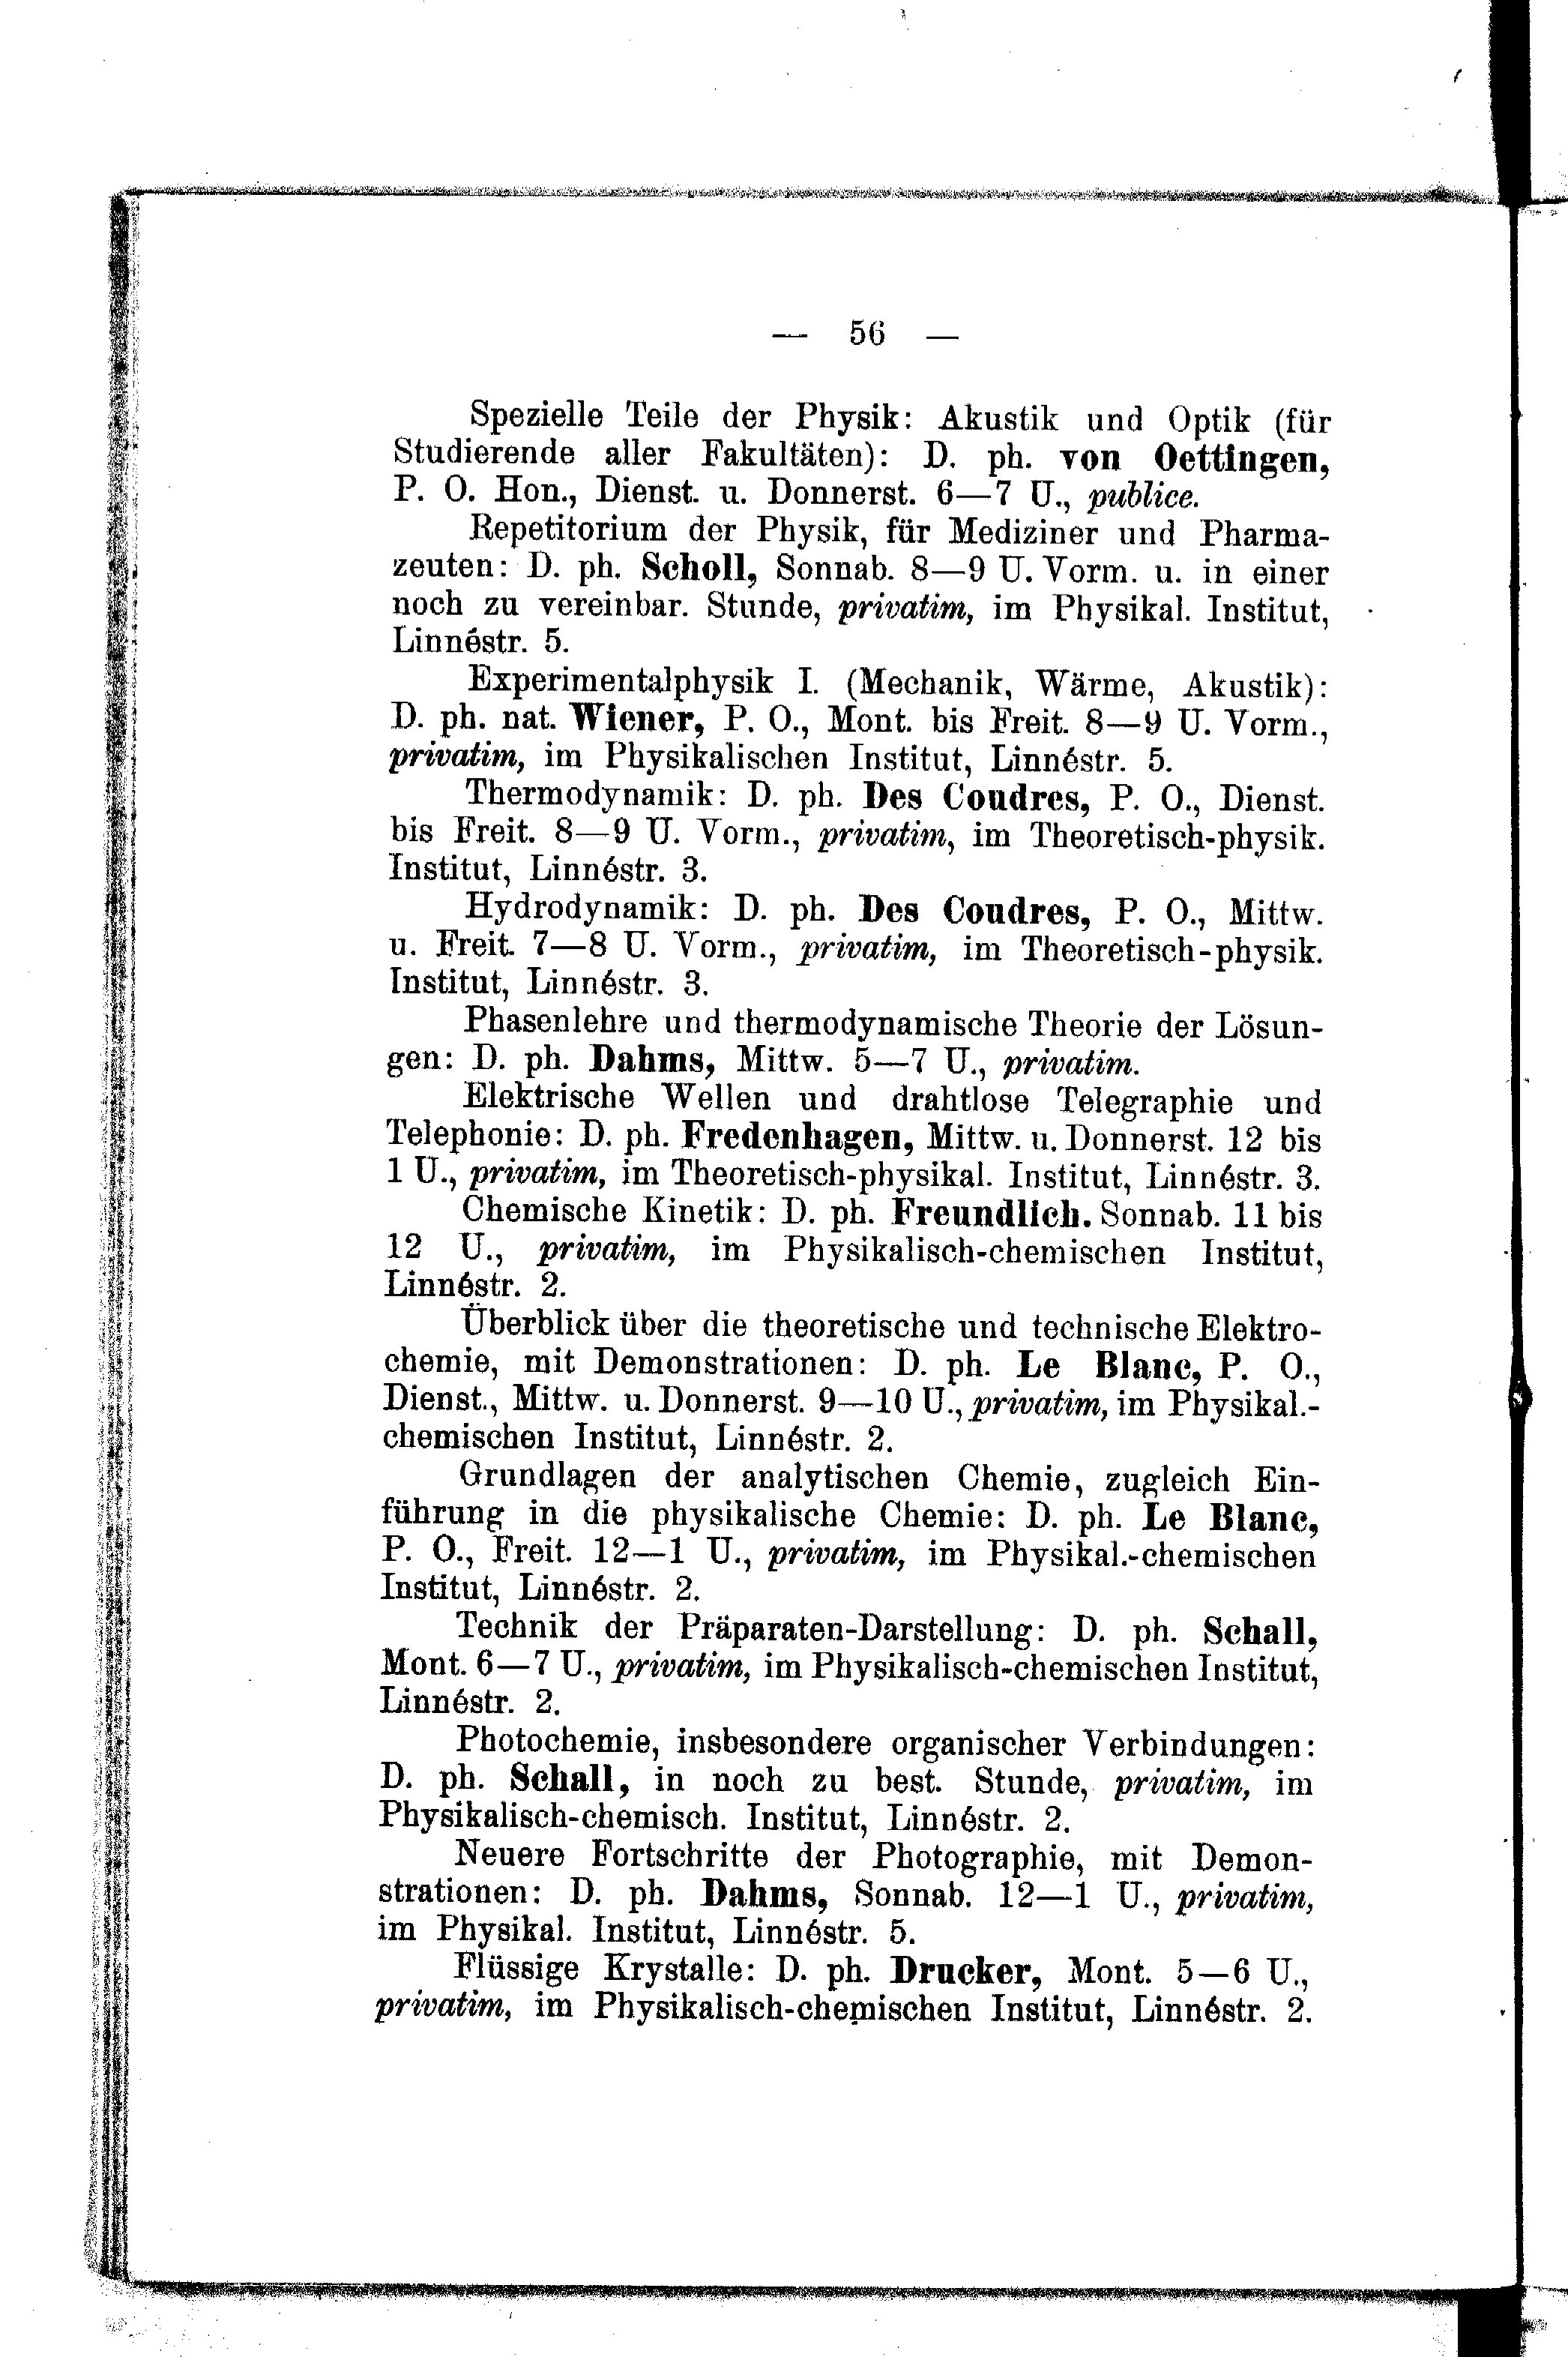 — 56 —
Spezielle Teile der Physik: Akustik und Optik (für
Studierende aller Fakultäten): D. ph. von Oettingen,
P. O. Hon., Dienst. u. Donnerst. 6—7 U., publice.
Repetitorium der Physik, für Mediziner und Pharma-
zeuten: D. ph. Scholl, Sonnab. 8—9 U. Vorm. u. in einer
noch zu vereinbar. Stunde, privatim, im Physikal. Institut,
Linnéstr. 5.
Experimentalphysik I. (Mechanik, Wärme, Akustik):
D. ph. nat. Wiener, P. O., Mont. bis Freit. 8—9 U. Vorm.,
privatim, im Physikalischen Institut, Linnéstr. 5.
Thermodynamik: D. ph. Des Coudres, P. O., Dienst.
bis Freit. 8—9 U. Vorm., privatim, im Theoretisch-physik.
Institut, Linnéstr. 3.
Hydrodynamik: D. ph. Des Coudres, P. O., Mittw.
u. Freit. 7—8 U. Vorm., privatim, im Theoretisch-physik.
Institut, Linnéstr. 3.
Phasenlehre und thermodynamische Theorie der Lösun-
gen: D. ph. Dahms, Mittw. 5—7 U., privatim.
Elektrische Wellen und drahtlose Telegraphie und
Telephonie: D. ph. Fredenhagen, Mittw. u. Donnerst. 12 bis
1 U., privatim, im Theoretisch-physikal. Institut, Linnéstr. 3.
Chemische Kinetik: D. ph. Freundlich. Sonnab. 11 bis
12 U., privatim, im Physikalisch-chemischen Institut,
Linnéstr. 2.
Überblick über die theoretische und technische Elektro-
chemie, mit Demonstrationen: D. ph. Le Blanc, P. O.,
Dienst., Mittw. u. Donnerst. 9—10 U., privatim, im Physikal.-
chemischen Institut, Linnéstr. 2.
Grundlagen der analytischen Chemie, zugleich Ein-
führung in die physikalische Chemie: D. ph. Le Blanc,
P. O., Freit. 12—1 U., privatim, im Physikal.-chemischen
Institut, Linnéstr. 2.
Technik der Präparaten-Darstellung: D. ph. Schall,
Mont. 6—7 U., privatim, im Physikalisch-chemischen Institut,
Linnéstr. 2.
Photochemie, insbesondere organischer Verbindungen:
D. ph. Schall, in noch zu best. Stunde, privatim, im
Physikalisch-chemisch. Institut, Linnéstr. 2.
Neuere Fortschritte der Photographie, mit Demon-
strationen: D. ph. Dahms, Sonnab. 12—1 U., privatim,
im Physikal. Institut, Linnéstr. 5.
Flüssige Krystalle: D. ph. Drucker, Mont. 5—6 U.,
privatim, im Physikalisch-chemischen Institut, Linnéstr. 2.